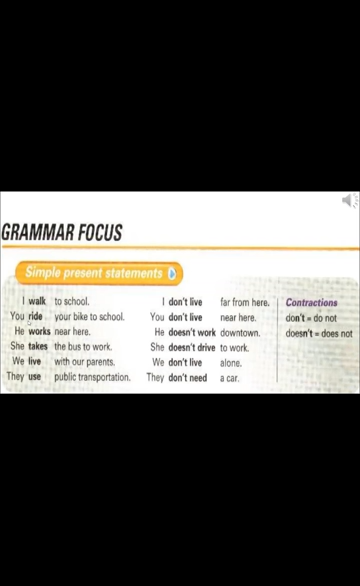 GRAMMAR FOCUS
Simple present statements
I walk to school. I don't live far from here. Contractions
You ride your bike to school. You don't live near here. don't = do not
He works near here. He doesn't work downtown. doesn't = does not
She takes the bus to work. She doesn't drive to work.
We live with our parents. We don't live alone.
They use public transportation. They don't need a car.